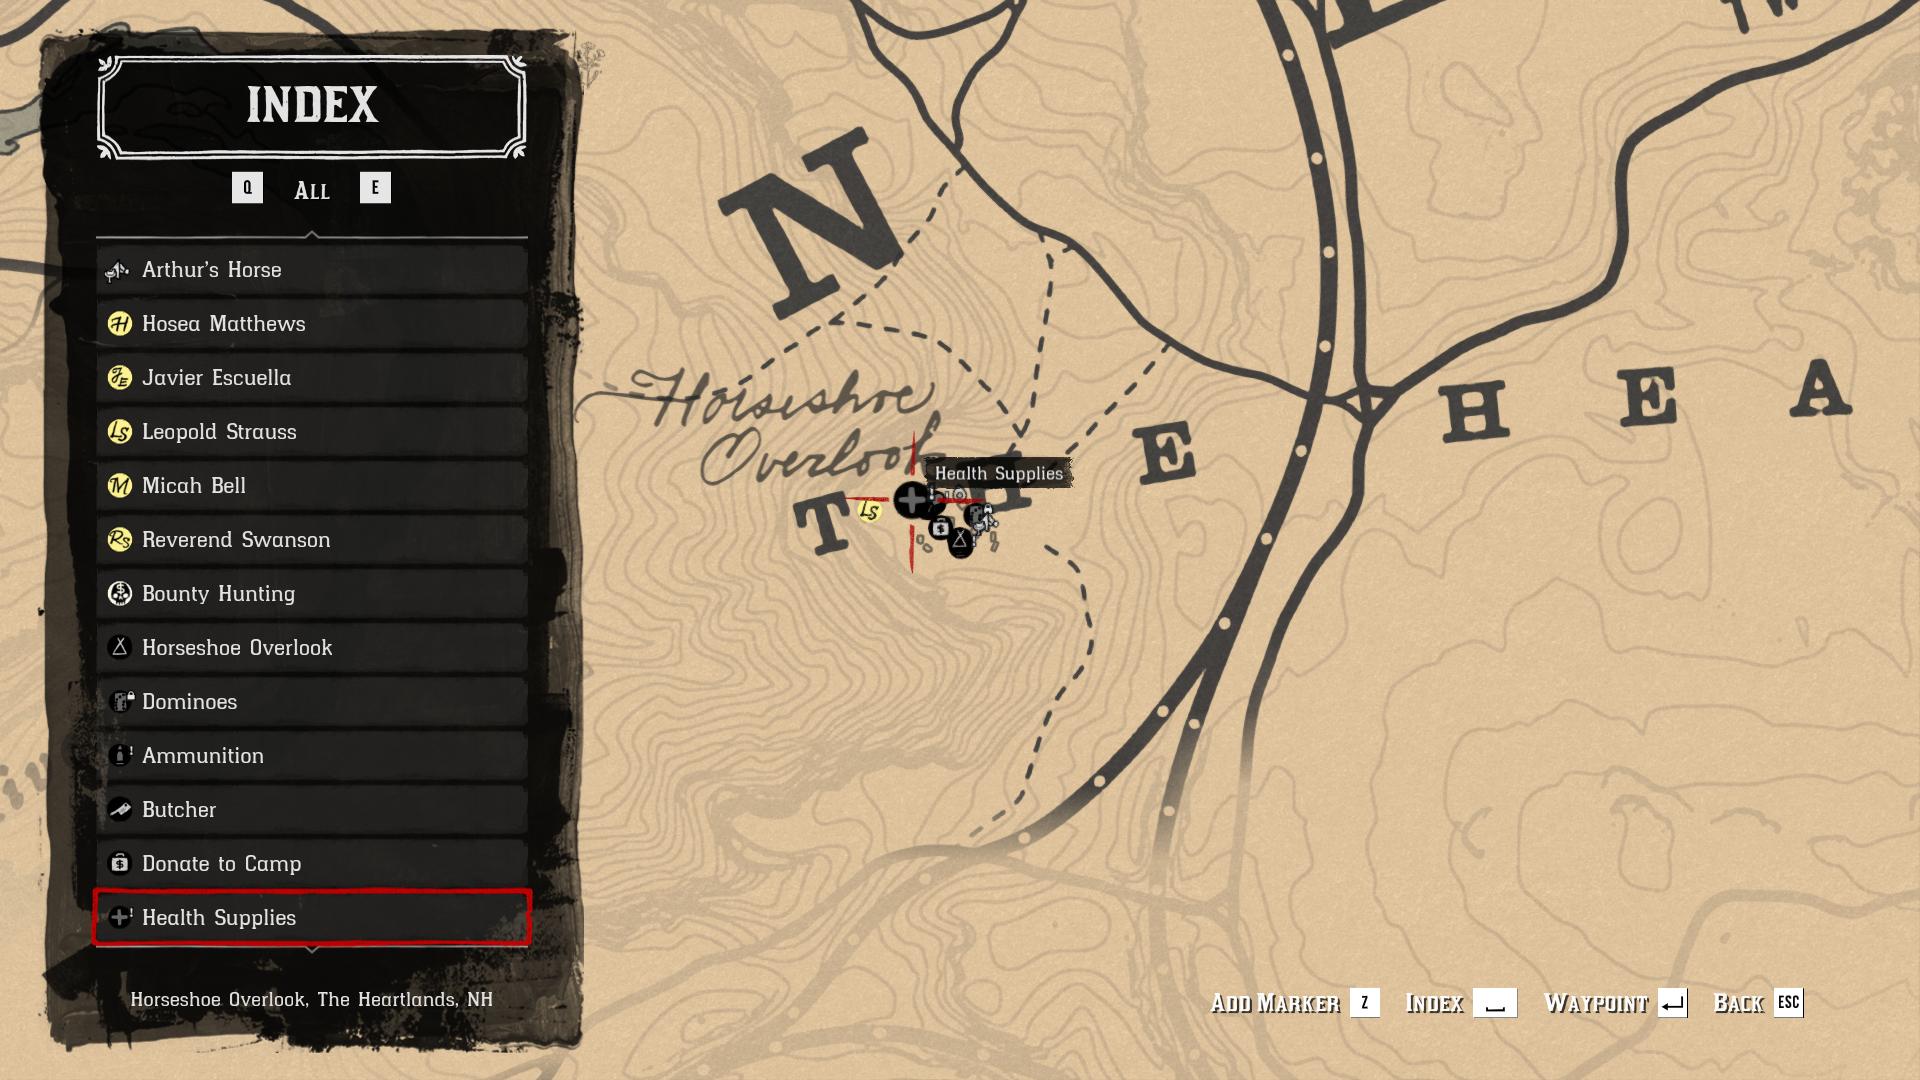 INDEX
Q All E
Arthur's Horse
Hosea Matthews
Javier Escuella
Leopold Strauss
Micah Bell
Reverend Swanson
Bounty Hunting
Horseshoe Overlook
Dominoes
Ammunition
Butcher
Donate to Camp
Health Supplies
Horseshoe Overlook, The Heartlands, NH
N
Horseshoe
Overlook
Health Supplies
T H E H E A
LS
Add Marker Z Index Waypoint Back ESC